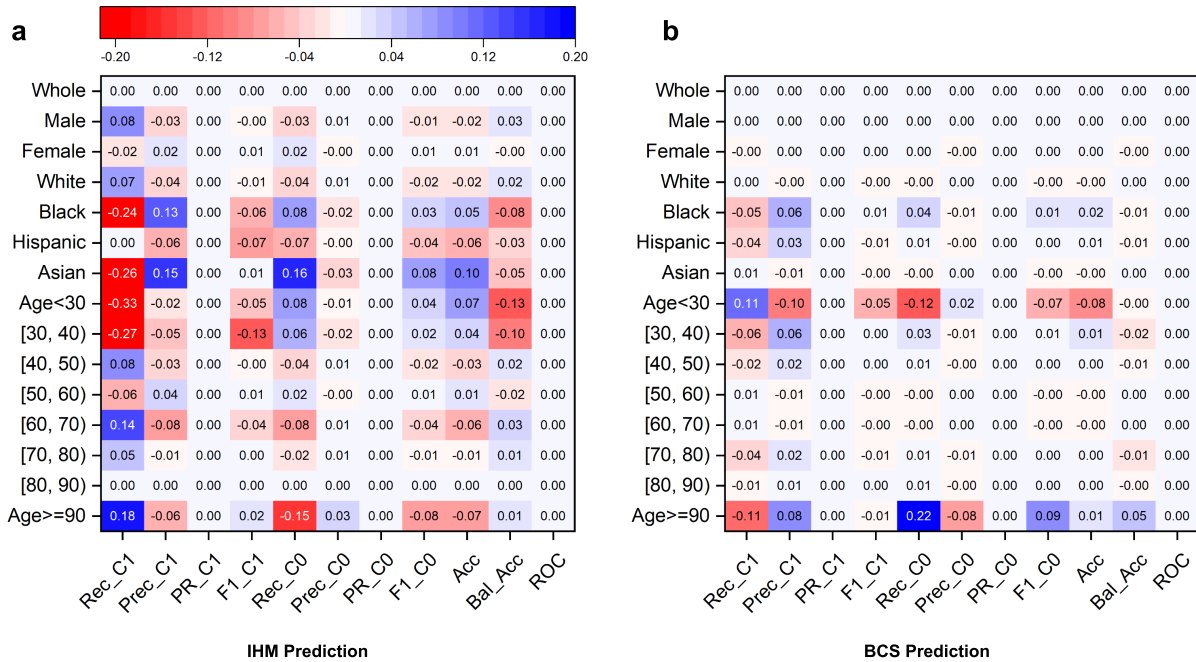 a
-0.20 -0.12 -0.04 0.04 0.12 0.20
Whole 0.00 0.00 0.00 0.00 0.00 0.00 0.00 0.00 0.00 0.00 0.00
Male 0.08 -0.03 0.00 -0.00 -0.03 0.01 0.00 -0.01 -0.02 0.03 0.00
Female -0.02 0.02 0.00 0.01 0.02 -0.00 0.00 0.01 0.01 -0.00 0.00
White 0.07 -0.04 0.00 -0.01 -0.04 0.01 0.00 -0.02 -0.02 0.02 0.00
Black -0.24 0.13 0.00 -0.06 0.08 -0.02 0.00 0.03 0.05 -0.08 0.00
Hispanic 0.00 -0.06 0.00 -0.07 -0.07 -0.00 0.00 -0.04 -0.06 -0.03 0.00
Asian -0.26 0.15 0.00 0.01 0.16 -0.03 0.00 0.08 0.10 -0.05 0.00
Age<30 -0.33 -0.02 0.00 -0.05 0.08 -0.01 0.00 0.04 0.07 -0.13 0.00
[30, 40) -0.27 -0.05 0.00 -0.13 0.06 -0.02 0.00 0.02 0.04 -0.10 0.00
[40, 50) 0.08 -0.03 0.00 -0.00 -0.04 0.01 0.00 -0.02 -0.03 0.02 0.00
[50, 60) -0.06 0.04 0.00 0.01 0.02 -0.00 0.00 0.01 0.01 -0.02 0.00
[60, 70) 0.14 -0.08 0.00 -0.04 -0.08 0.01 0.00 -0.04 -0.06 0.03 0.00
[70, 80) 0.05 -0.01 0.00 0.00 -0.02 0.01 0.00 -0.01 -0.01 0.01 0.00
[80, 90) 0.00 0.00 0.00 0.00 0.00 0.00 0.00 0.00 0.00 0.00 0.00
Age>=90 0.18 -0.06 0.00 0.02 -0.15 0.03 0.00 -0.08 -0.07 0.01 0.00
Rec_C1 Prec_C1 PR_C1 F1_C1 Rec_C0 Prec_C0 PR_C0 F1_C0 Acc Bal_Acc ROC
IHM Prediction
b
Whole 0.00 0.00 0.00 0.00 0.00 0.00 0.00 0.00 0.00 0.00 0.00
Male 0.00 0.00 0.00 0.00 0.00 0.00 0.00 0.00 0.00 0.00 0.00
Female -0.00 0.00 0.00 0.00 0.00 -0.00 0.00 0.00 0.00 -0.00 0.00
White 0.00 -0.00 0.00 -0.00 -0.00 0.00 0.00 -0.00 -0.00 0.00 0.00
Black -0.05 0.06 0.00 0.01 0.04 -0.01 0.00 0.01 0.02 -0.01 0.00
Hispanic -0.04 0.03 0.00 -0.01 0.01 -0.00 0.00 0.00 0.01 -0.01 0.00
Asian 0.01 -0.01 0.00 -0.00 -0.00 0.00 0.00 -0.00 -0.00 0.00 0.00
Age<30 0.11 -0.10 0.00 -0.05 -0.12 0.02 0.00 -0.07 -0.08 -0.00 0.00
[30, 40) -0.06 0.06 0.00 0.00 0.03 -0.01 0.00 0.01 0.01 -0.02 0.00
[40, 50) -0.02 0.02 0.00 0.00 0.01 -0.00 0.00 0.00 0.00 -0.01 0.00
[50, 60) 0.01 -0.01 0.00 -0.00 -0.00 0.00 0.00 -0.00 -0.00 0.00 0.00
[60, 70) 0.01 -0.01 0.00 -0.00 -0.00 0.00 0.00 -0.00 -0.00 0.00 0.00
[70, 80) -0.04 0.02 0.00 -0.01 0.01 -0.01 0.00 0.00 0.00 -0.01 0.00
[80, 90) -0.01 0.01 0.00 0.00 0.01 -0.00 0.00 0.00 0.00 -0.00 0.00
Age>=90 -0.11 0.08 0.00 -0.01 0.22 -0.08 0.00 0.09 0.01 0.05 0.00
Rec_C1 Prec_C1 PR_C1 F1_C1 Rec_C0 Prec_C0 PR_C0 F1_C0 Acc Bal_Acc ROC
BCS Prediction